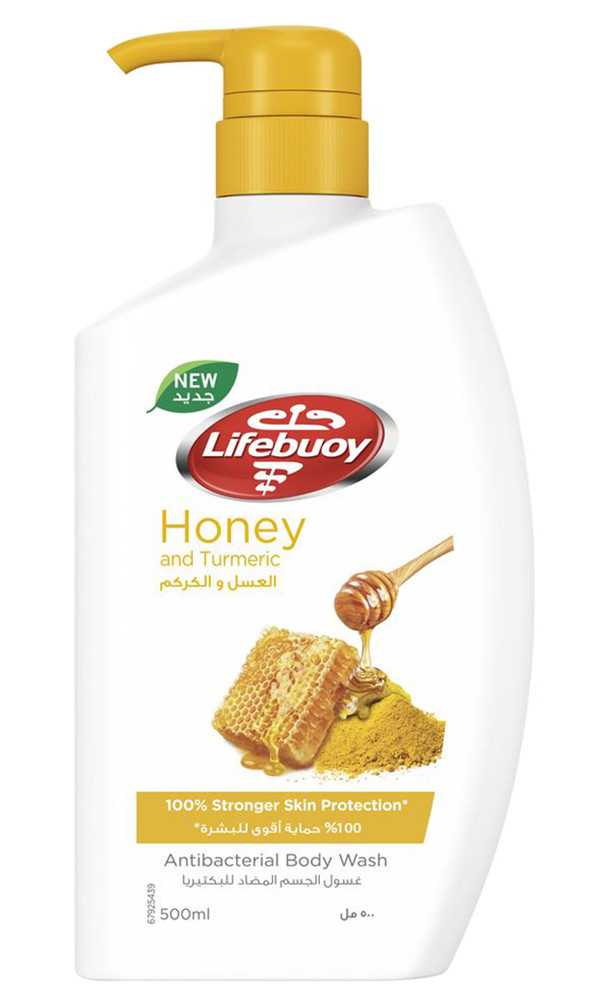 NEW
جديد
Lifebuoy
Honey
and Turmeric
العسل و الكركم
100% Stronger Skin Protection*
%100 حماية أقوى للبشرة*
Antibacterial Body Wash
غسول الجسم المضاد للبكتيريا
67925439
500ml
٥٠٠ مل